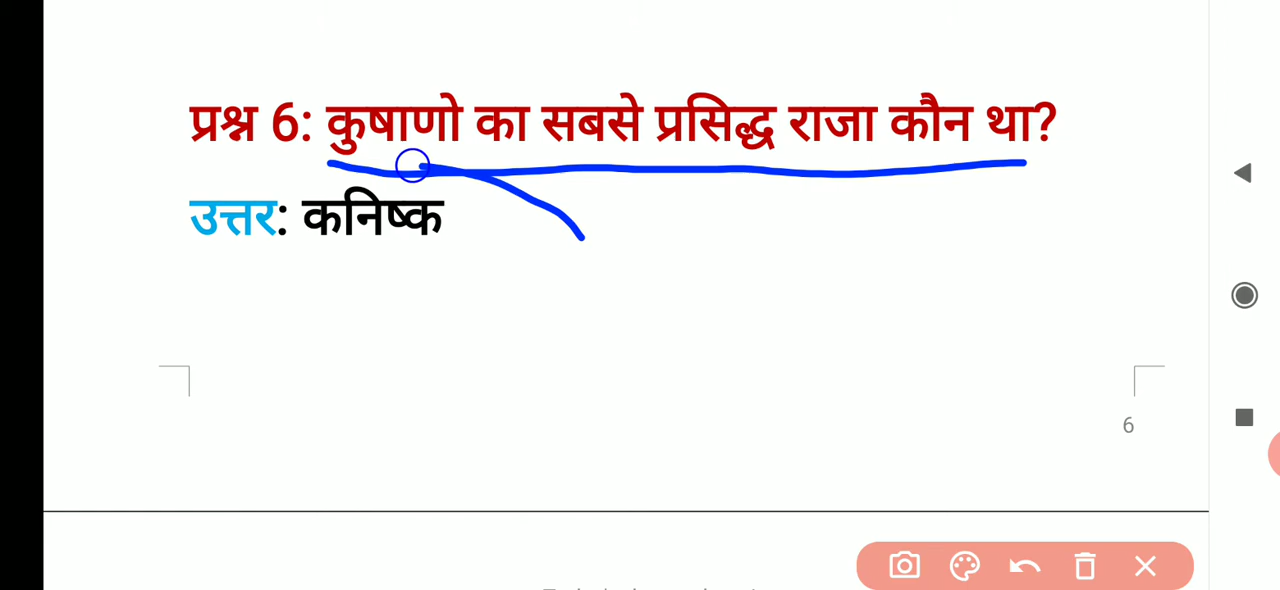 प्रश्न 6: कुषाणो का सबसे प्रसिद्ध राजा कौन था?
उत्तर: कनिष्क
6